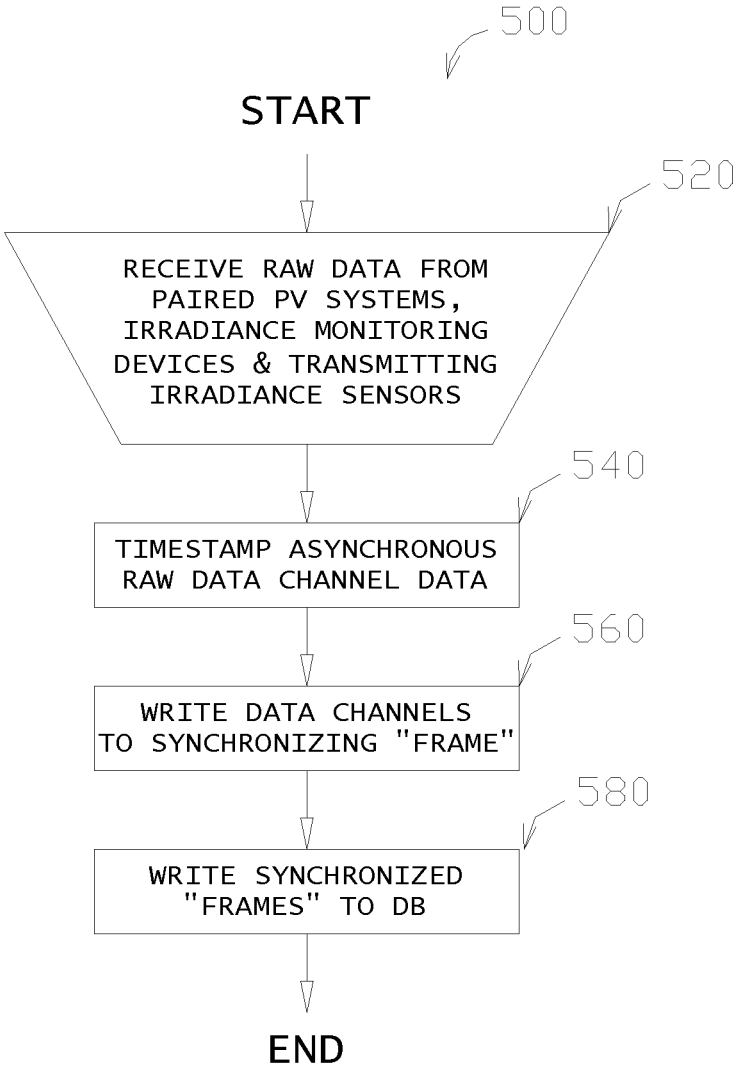 500
START
520
RECEIVE RAW DATA FROM
PAIRED PV SYSTEMS,
IRRADIANCE MONITORING
DEVICES & TRANSMITTING
IRRADIANCE SENSORS
540
TIMESTAMP ASYNCHRONOUS
RAW DATA CHANNEL DATA
560
WRITE DATA CHANNELS
TO SYNCHRONIZING "FRAME"
580
WRITE SYNCHRONIZED
"FRAMES" TO DB
END